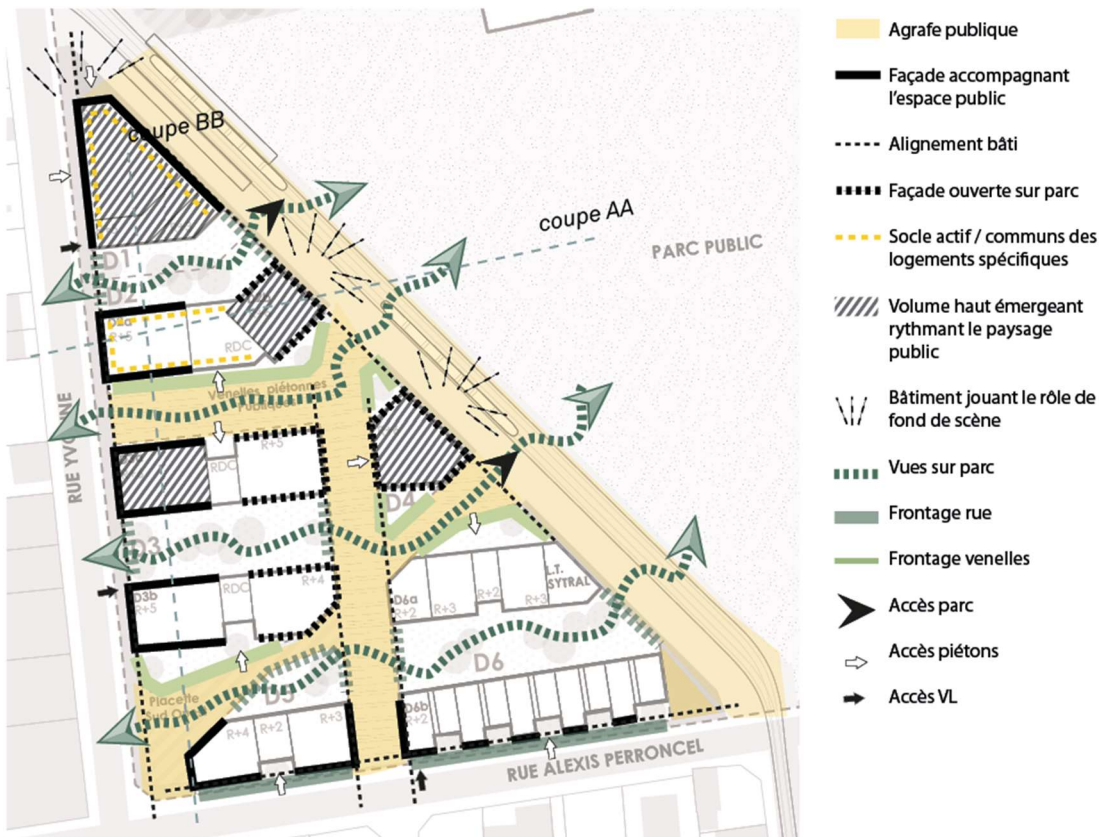 coupe BB
coupe AA
PARC PUBLIC
D1
D2
R+5
RDC
Venelles piétonnes
Publiques
RUE YVONNE
R+5
RDC
D4
D3
R+4
RDC
D3b
R+5
L.T.
SYTRAL
D6a
R+2
R+3
R+2
R+3
D6
Placette
D5
R+3
R+2
R+4
D6b
R+2
RUE ALEXIS PERRONCEL
Agrafe publique
Façade accompagnant
l'espace public
Alignement bâti
Façade ouverte sur parc
Socle actif / communs des
logements spécifiques
Volume haut émergeant
rythmant le paysage
public
Bâtiment jouant le rôle de
fond de scène
Vues sur parc
Frontage rue
Frontage venelles
Accès parc
Accès piétons
Accès VL